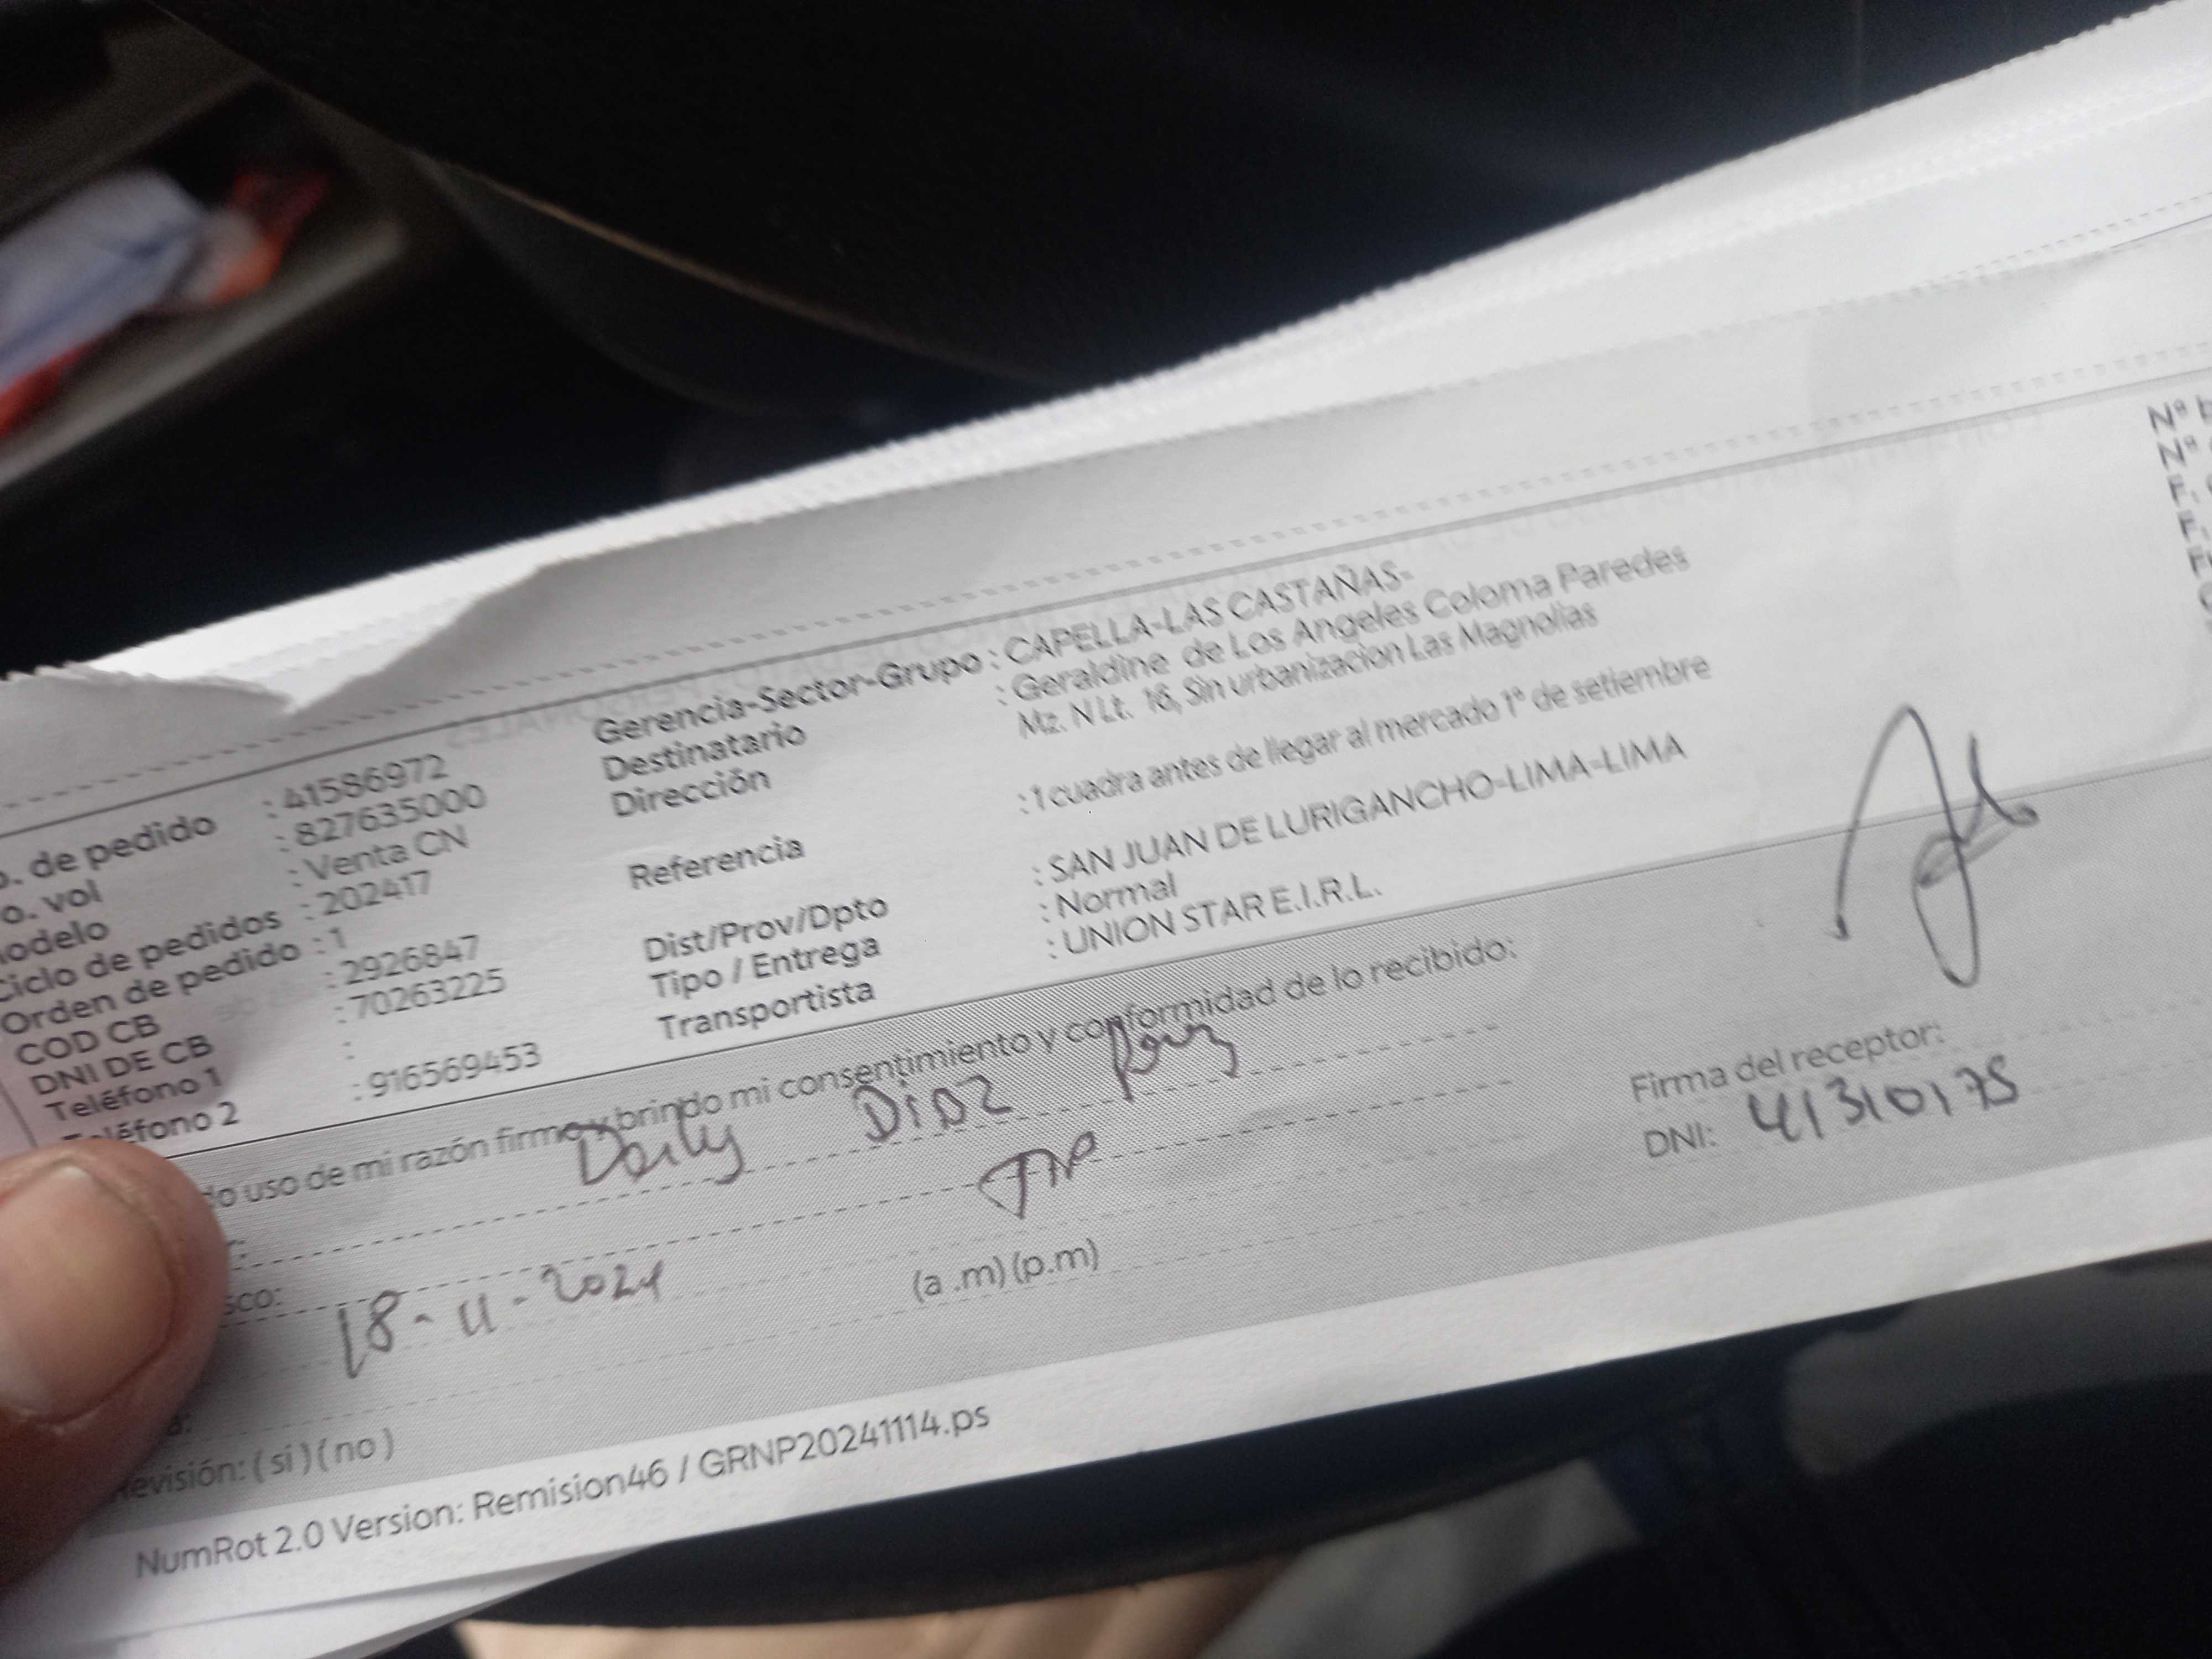 o. de pedido : 41586972
o. vol : 827635000
odelo : Venta CN
Ciclo de pedidos : 202417
Orden de pedido : 1
COD CB : 2926847
DNI DE CB : 70263225
Teléfono 1 :
Teléfono 2 : 916569453
Gerencia-Sector-Grupo : CAPELLA-LAS CASTAÑAS-
Destinatario : Geraldine de Los Angeles Coloma Paredes
Dirección Mz. N Lt. 16, Sin urbanizacion Las Magnolias
Referencia : 1 cuadra antes de llegar al mercado 1° de setiembre
Dist/Prov/Dpto : SAN JUAN DE LURIGANCHO-LIMA-LIMA
Tipo / Entrega : Normal
Transportista : UNION STAR E.I.R.L.
Nª
Nª
F.
F.
do uso de mi razón firmo y brindo mi consentimiento y conformidad de lo recibido:
Daily DIAZ
sco:
18-11-2024 (a .m) (p.m)
Firma del receptor:
DNI: 41310175
Revisión: ( si ) ( no )
NumRot 2.0 Version: Remision46 / GRNP20241114.ps